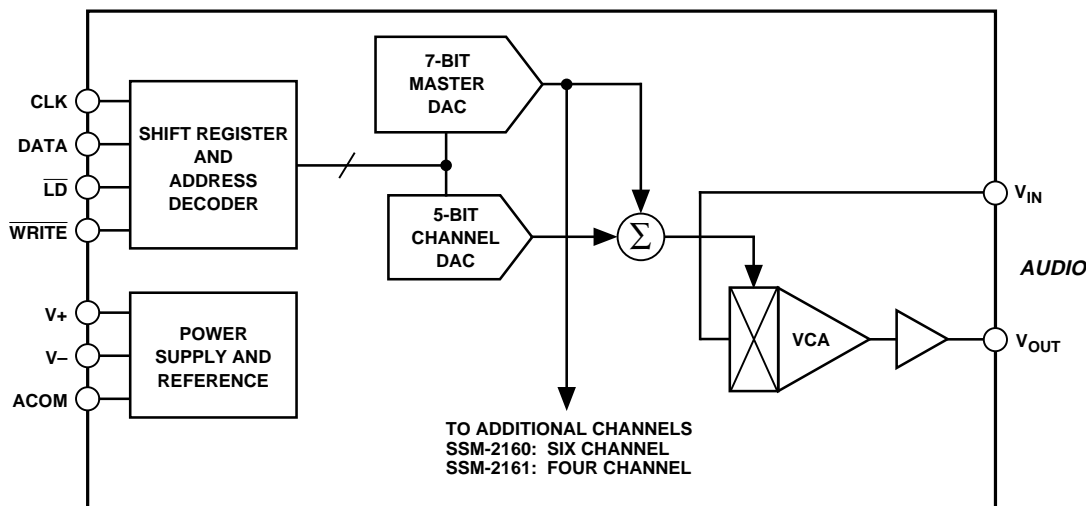 CLK
DATA
LD
WRITE
V+
V–
ACOM
SHIFT REGISTER
AND
ADDRESS
DECODER
POWER
SUPPLY AND
REFERENCE
7-BIT
MASTER
DAC
5-BIT
CHANNEL
DAC
Σ
VCA
V_IN
AUDIO
V_OUT
TO ADDITIONAL CHANNELS
SSM-2160: SIX CHANNEL
SSM-2161: FOUR CHANNEL